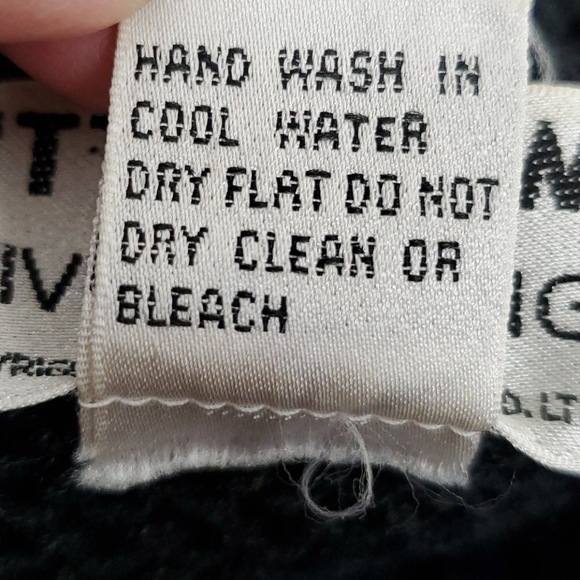 HAND WASH IN
COOL WATER
DRY FLAT DO NOT
DRY CLEAN OR
BLEACH